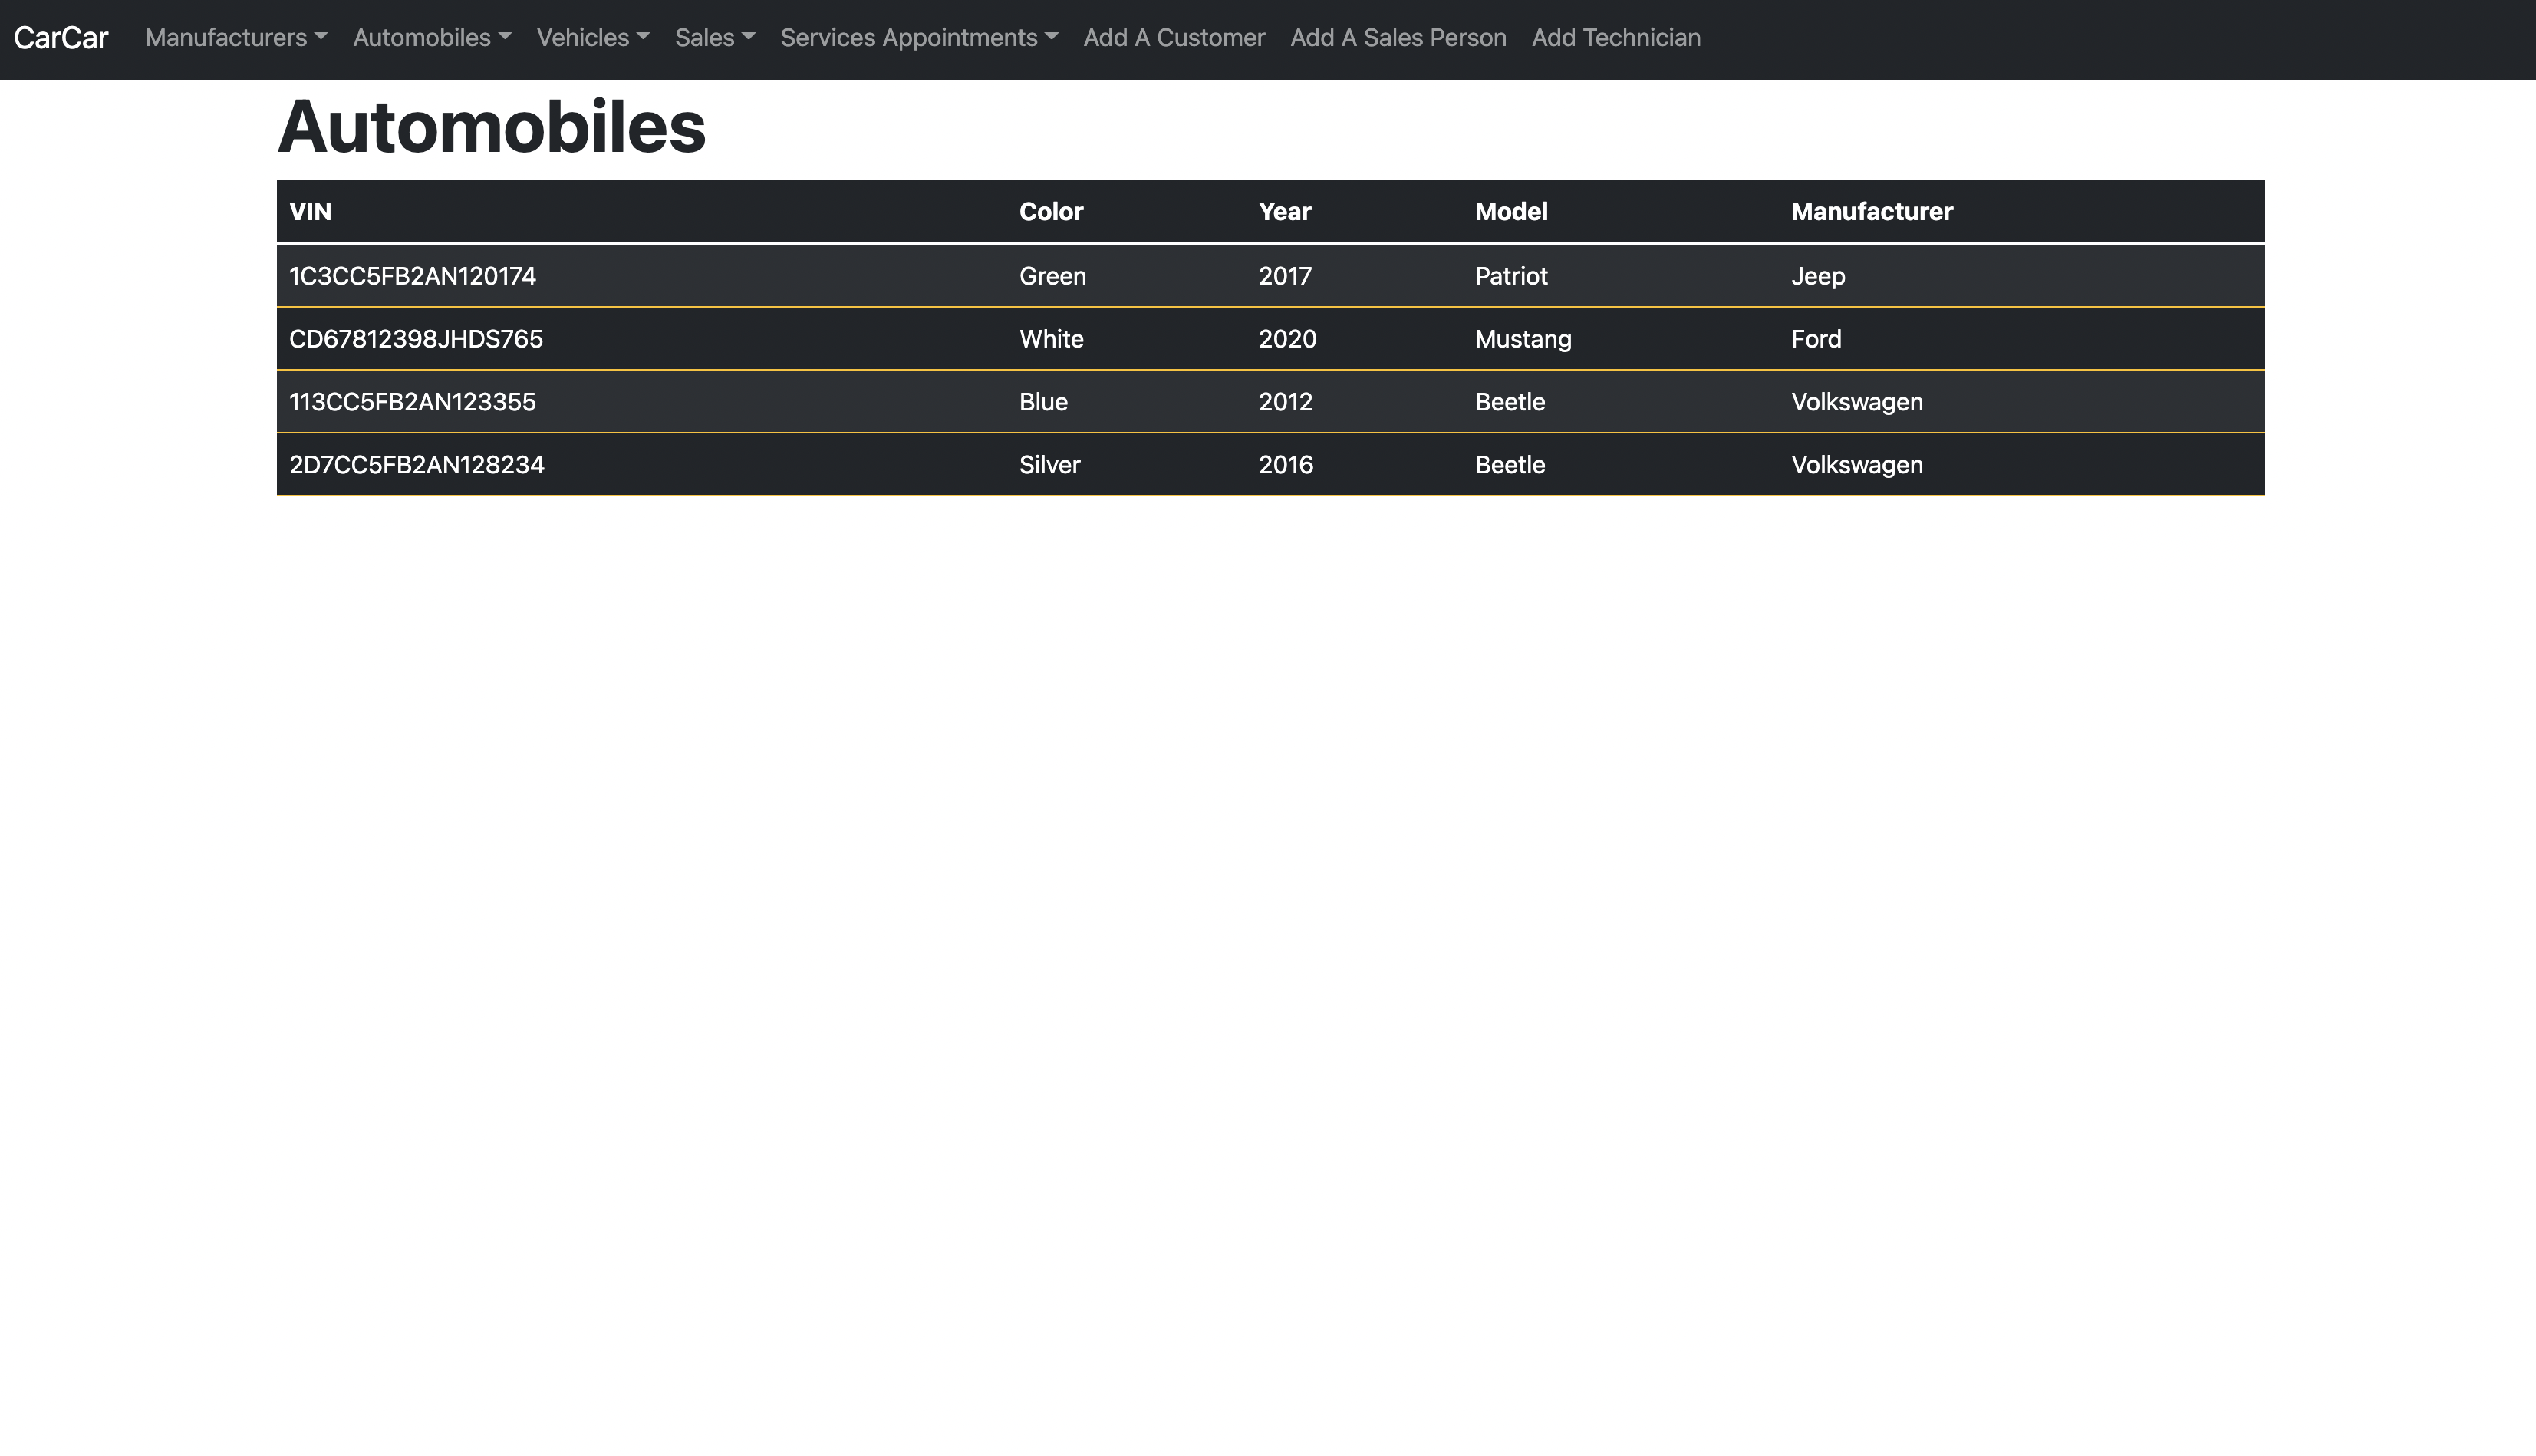 CarCar Manufacturers Automobiles Vehicles Sales Services Appointments Add A Customer Add A Sales Person Add Technician
Automobiles
VIN Color Year Model Manufacturer
1C3CC5FB2AN120174 Green 2017 Patriot Jeep
CD67812398JHDS765 White 2020 Mustang Ford
113CC5FB2AN123355 Blue 2012 Beetle Volkswagen
2D7CC5FB2AN128234 Silver 2016 Beetle Volkswagen